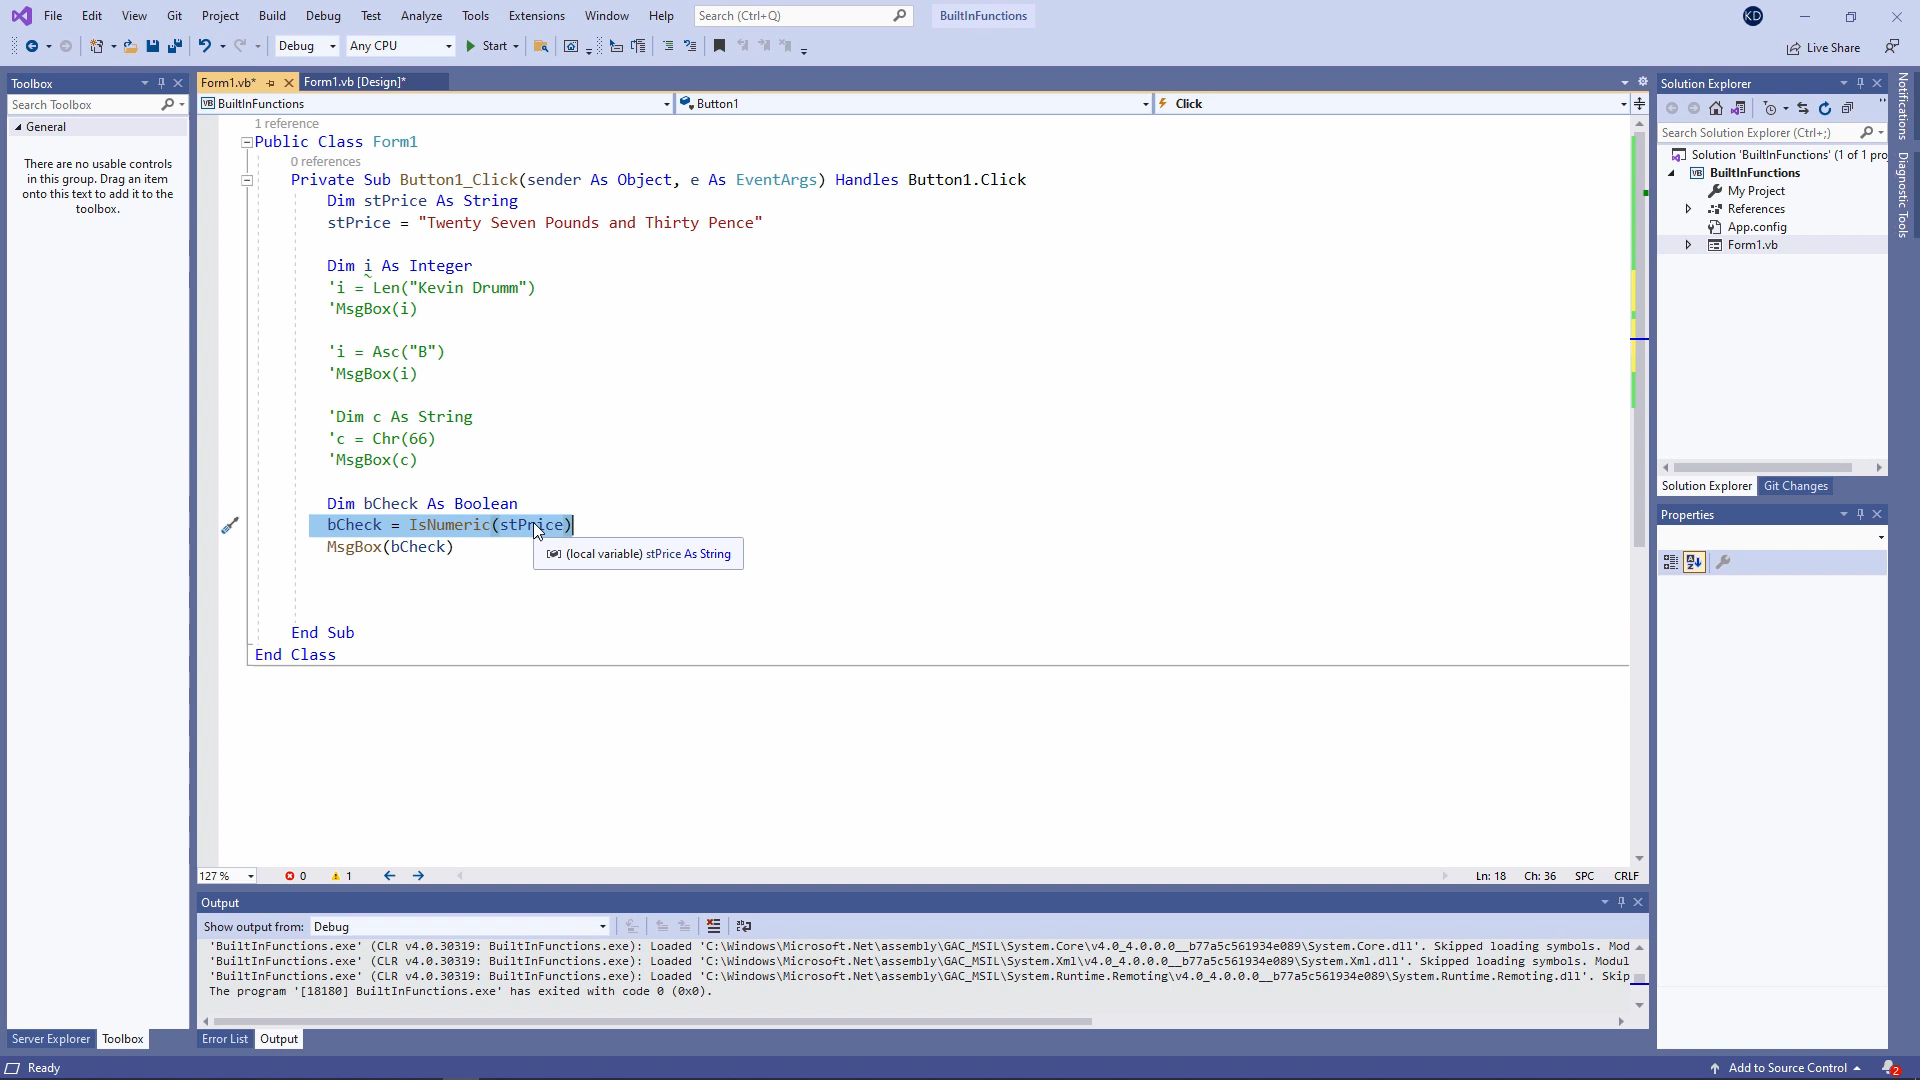 File Edit View Git Project Build Debug Test Analyze Tools Extensions Window Help Search (Ctrl+Q) BuiltInFunctions KD
Debug Any CPU Start Live Share
Toolbox
Search Toolbox
General
There are no usable controls
in this group. Drag an item
onto this text to add it to the
toolbox.
Server Explorer Toolbox
Form1.vb* Form1.vb [Design]*
BuiltInFunctions Button1 Click
1 reference
Public Class Form1
0 references
Private Sub Button1_Click(sender As Object, e As EventArgs) Handles Button1.Click
Dim stPrice As String
stPrice = "Twenty Seven Pounds and Thirty Pence"
Dim i As Integer
'i = Len("Kevin Drumm")
'MsgBox(i)
'i = Asc("B")
'MsgBox(i)
'Dim c As String
'c = Chr(66)
'MsgBox(c)
Dim bCheck As Boolean
bCheck = IsNumeric(stPrice)
MsgBox(bCheck)
(local variable) stPrice As String
End Sub
End Class
127 % 0 1 Ln: 18 Ch: 36 SPC CRLF
Output
Show output from: Debug
'BuiltInFunctions.exe' (CLR v4.0.30319: BuiltInFunctions.exe): Loaded 'C:\Windows\Microsoft.Net\assembly\GAC_MSIL\System.Core\v4.0_4.0.0.0__b77a5c561934e089\System.Core.dll'. Skipped loading symbols. Mod
'BuiltInFunctions.exe' (CLR v4.0.30319: BuiltInFunctions.exe): Loaded 'C:\Windows\Microsoft.Net\assembly\GAC_MSIL\System.Xml\v4.0_4.0.0.0__b77a5c561934e089\System.Xml.dll'. Skipped loading symbols. Modul
'BuiltInFunctions.exe' (CLR v4.0.30319: BuiltInFunctions.exe): Loaded 'C:\Windows\Microsoft.Net\assembly\GAC_MSIL\System.Runtime.Remoting\v4.0_4.0.0.0__b77a5c561934e089\System.Runtime.Remoting.dll'. Skip
The program '[18180] BuiltInFunctions.exe' has exited with code 0 (0x0).
Error List Output
Solution Explorer
Search Solution Explorer (Ctrl+;)
Solution 'BuiltInFunctions' (1 of 1 pro
BuiltInFunctions
My Project
References
App.config
Form1.vb
Solution Explorer Git Changes
Properties
Notifications
Diagnostic Tools
Ready Add to Source Control 2